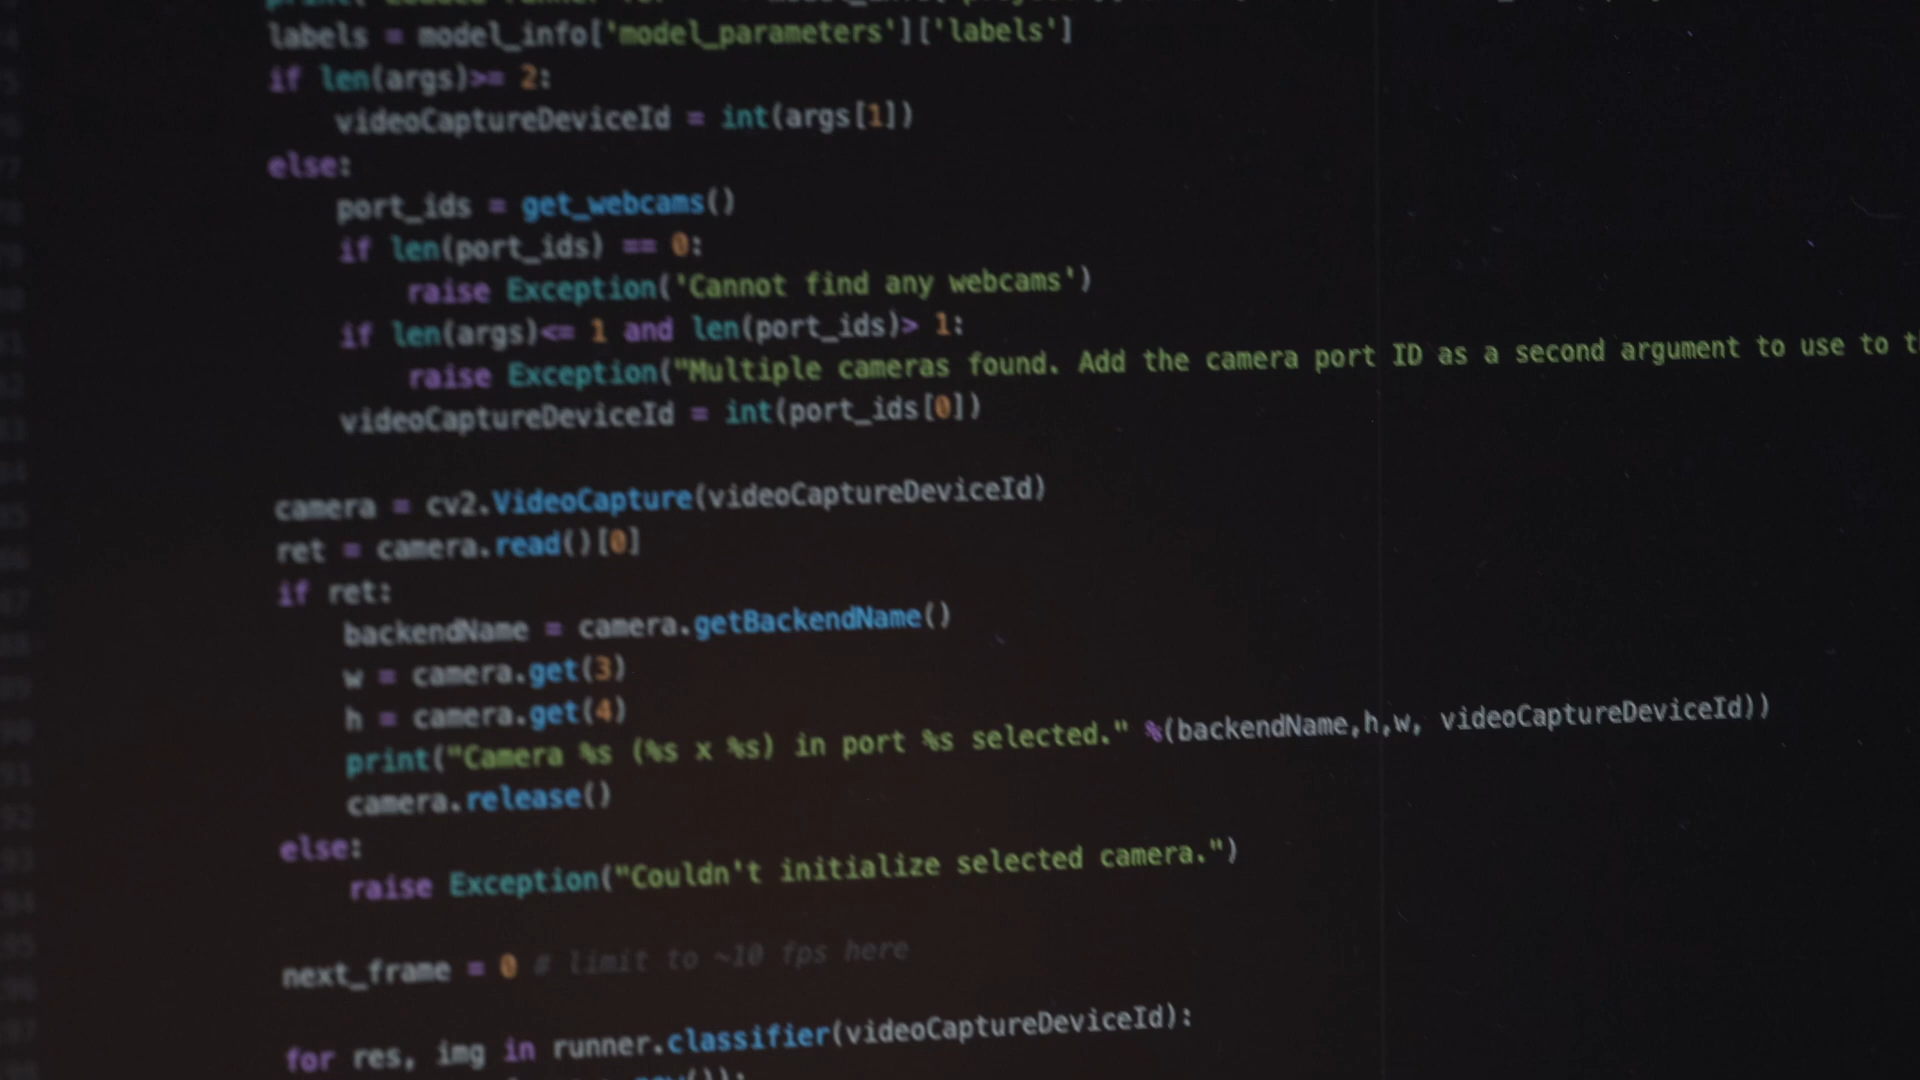 labels = model_info['model_parameters']['labels']
if len(args)>= 2:
videoCaptureDeviceId = int(args[1])
else:
port_ids = get_webcams()
if len(port_ids) == 0:
raise Exception('Cannot find any webcams')
if len(args)<= 1 and len(port_ids)> 1:
raise Exception("Multiple cameras found. Add the camera port ID as a second argument to use to
videoCaptureDeviceId = int(port_ids[0])
camera = cv2.VideoCapture(videoCaptureDeviceId)
ret = camera.read()[0]
if ret:
backendName = camera.getBackendName()
w = camera.get(3)
h = camera.get(4)
print("Camera %s (%s x %s) in port %s selected." %(backendName,h,w, videoCaptureDeviceId))
camera.release()
else:
raise Exception("Couldn't initialize selected camera.")
next_frame = 0 # limit to ~10 fps here
for res, img in runner.classifier(videoCaptureDeviceId):